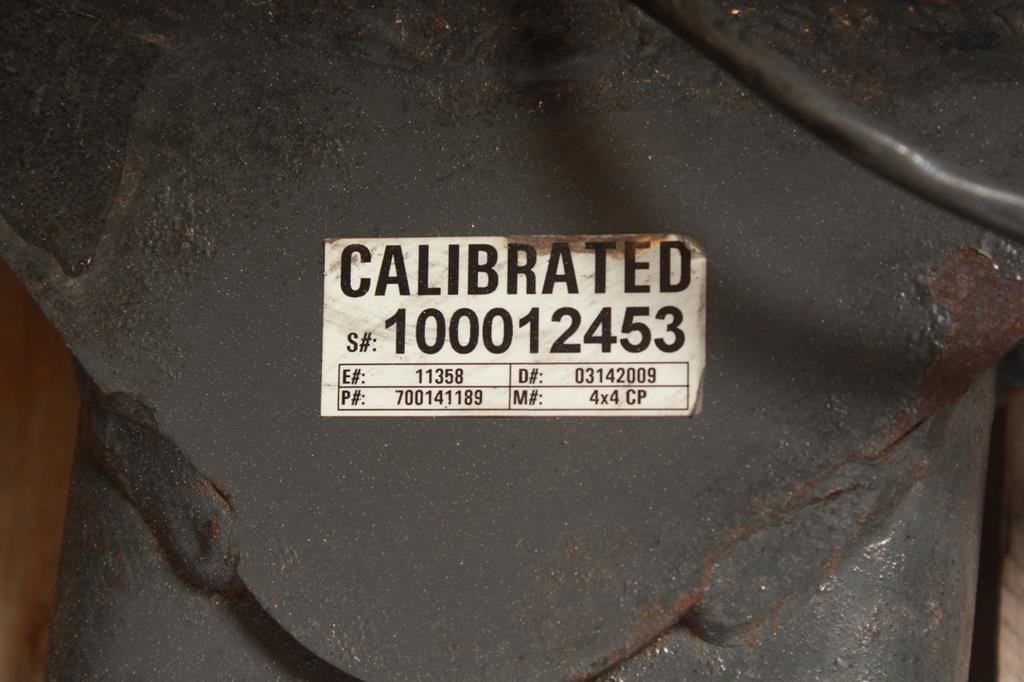 CALIBRATED
S#: 100012453
E#: 11358 D#: 03142009
P#: 700141189 M#: 4x4 CP